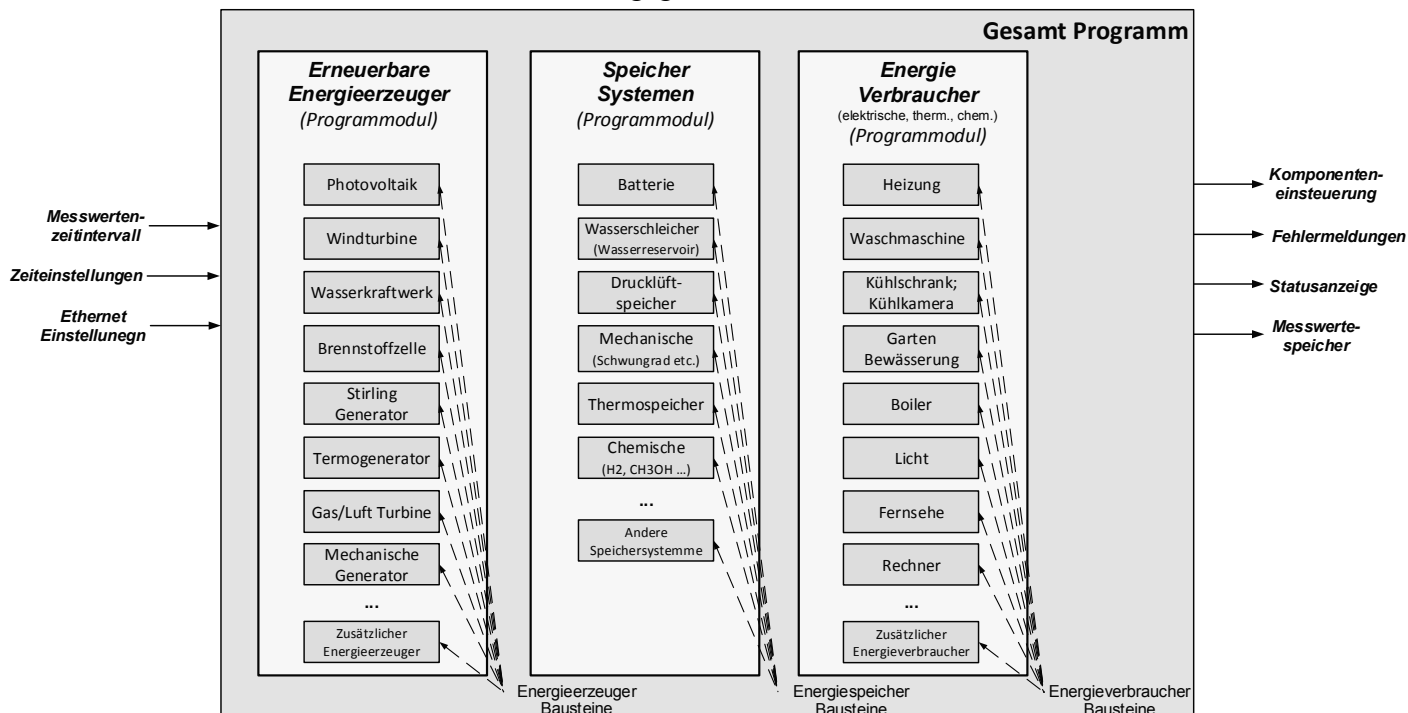 Gesamt Programm
Erneuerbare
Energieerzeuger
(Programmodul)
Photovoltaik
Windturbine
Wasserkraftwerk
Brennstoffzelle
Stirling
Generator
Termogenerator
Gas/Luft Turbine
Mechanische
Generator
...
Zusätzlicher
Energieerzeuger
Energieerzeuger
Bausteine
Speicher
Systemen
(Programmodul)
Batterie
Wasserschleicher
(Wasserreservoir)
Drucklüft-
speicher
Mechanische
(Schwungrad etc.)
Thermospeicher
Chemische
(H2, CH3OH ...)
...
Andere
Speichersystemme
Energiespeicher
Bausteine
Energie
Verbraucher
(elektrische, therm., chem.)
(Programmodul)
Heizung
Waschmaschine
Kühlschrank;
Kühlkamera
Garten
Bewässerung
Boiler
Licht
Fernsehe
Rechner
...
Zusätzlicher
Energieverbraucher
Energieverbraucher
Bausteine
Messwerten-
zeitintervall
Zeiteinstellungen
Ethernet
Einstellunegn
Komponenten-
einsteuerung
Fehlermeldungen
Statusanzeige
Messwerte-
speicher